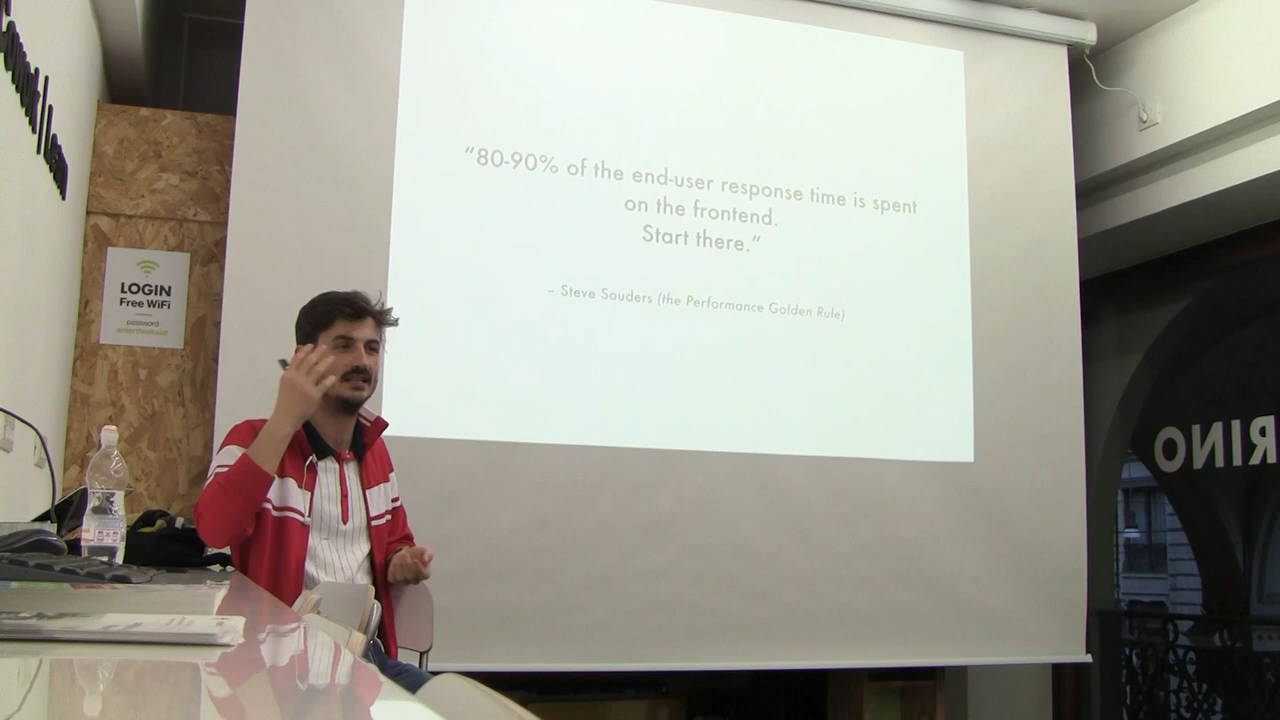 LOGIN
Free WiFi
password
"80-90% of the end-user response time is spent
on the frontend.
Start there."
– Steve Souders (the Performance Golden Rule)
RINO